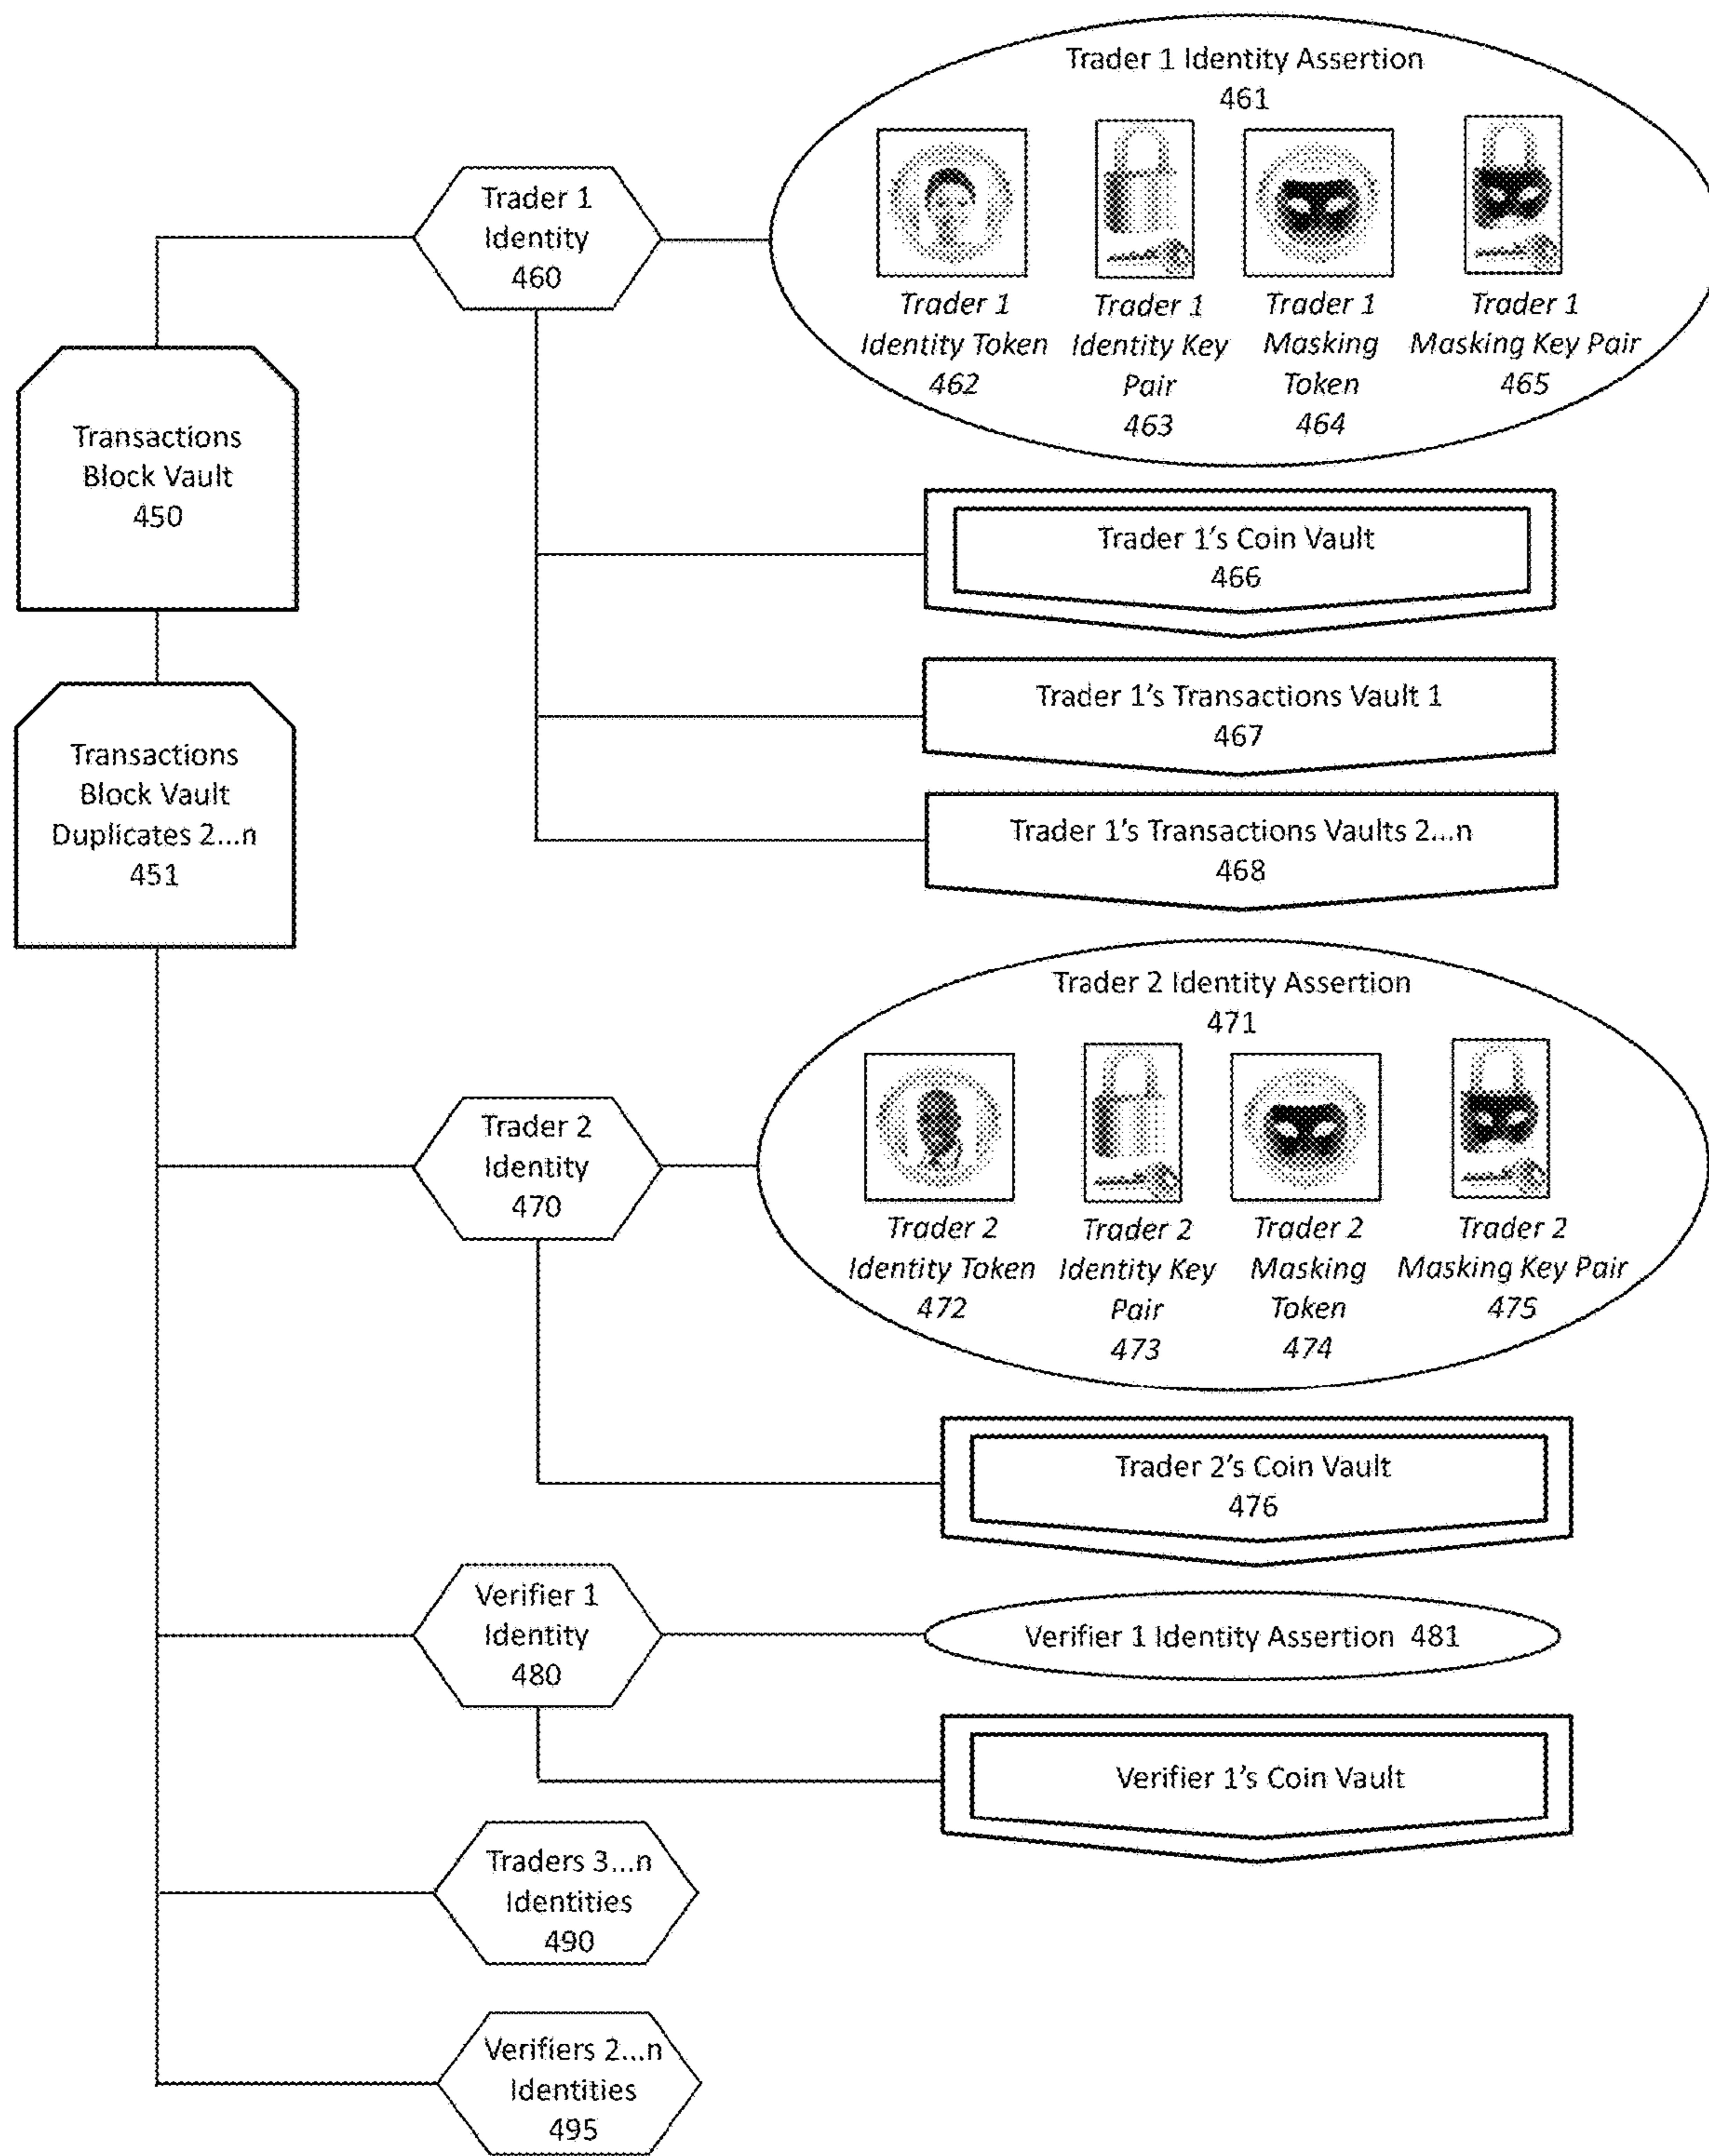 Trader 1 Identity Assertion
461
Trader 1
Identity
460
Trader 1
Identity Token
462
Trader 1
Identity Key
Pair
463
Trader 1
Masking
Token
464
Trader 1
Masking Key Pair
465
Transactions
Block Vault
450
Trader 1's Coin Vault
466
Trader 1's Transactions Vault 1
467
Transactions
Block Vault
Duplicates 2...n
451
Trader 1's Transactions Vaults 2...n
468
Trader 2 Identity Assertion
471
Trader 2
Identity
470
Trader 2
Identity Token
472
Trader 2
Identity Key
Pair
473
Trader 2
Masking
Token
474
Trader 2
Masking Key Pair
475
Trader 2's Coin Vault
476
Verifier 1
Identity
480
Verifier 1 Identity Assertion 481
Verifier 1's Coin Vault
Traders 3...n
Identities
490
Verifiers 2...n
Identities
495